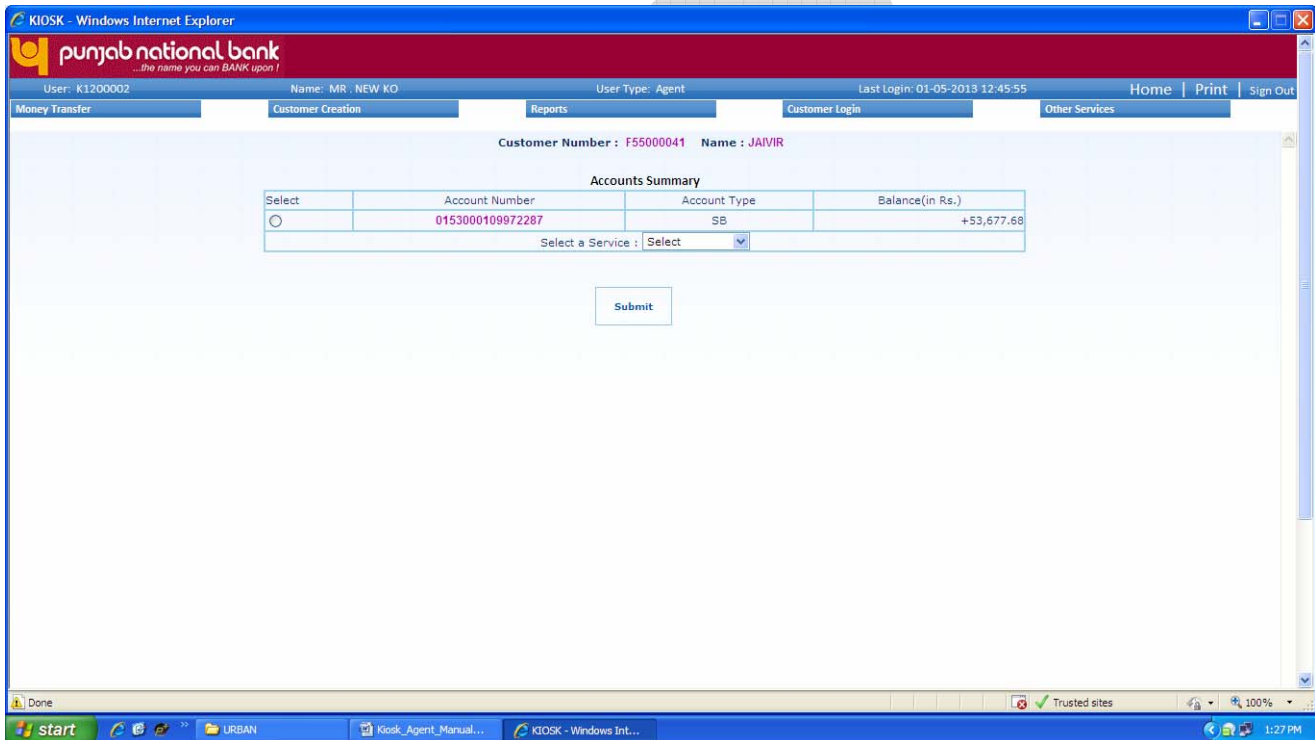 KIOSK - Windows Internet Explorer
punjab national bank
...the name you can BANK upon !
User: K1200002 Name: MR . NEW KO User Type: Agent Last Login: 01-05-2013 12:45:55 Home | Print | Sign Out
Money Transfer Customer Creation Reports Customer Login Other Services
Customer Number : F55000041 Name : JAIVIR
Accounts Summary
Select Account Number Account Type Balance(in Rs.)
0153000109972287 SB +53,677.68
Select a Service : Select
Submit
Done Trusted sites 100%
start URBAN Kiosk_Agent_Manual... KIOSK - Windows Int... 1:27 PM